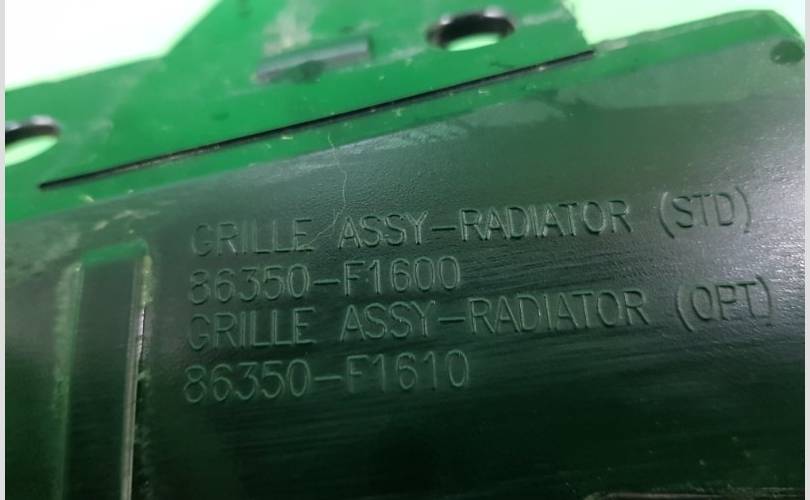 GRILLE ASSY-RADIATOR (STD)
86350-F1600
GRILLE ASSY-RADIATOR (OPT)
86350-F1610